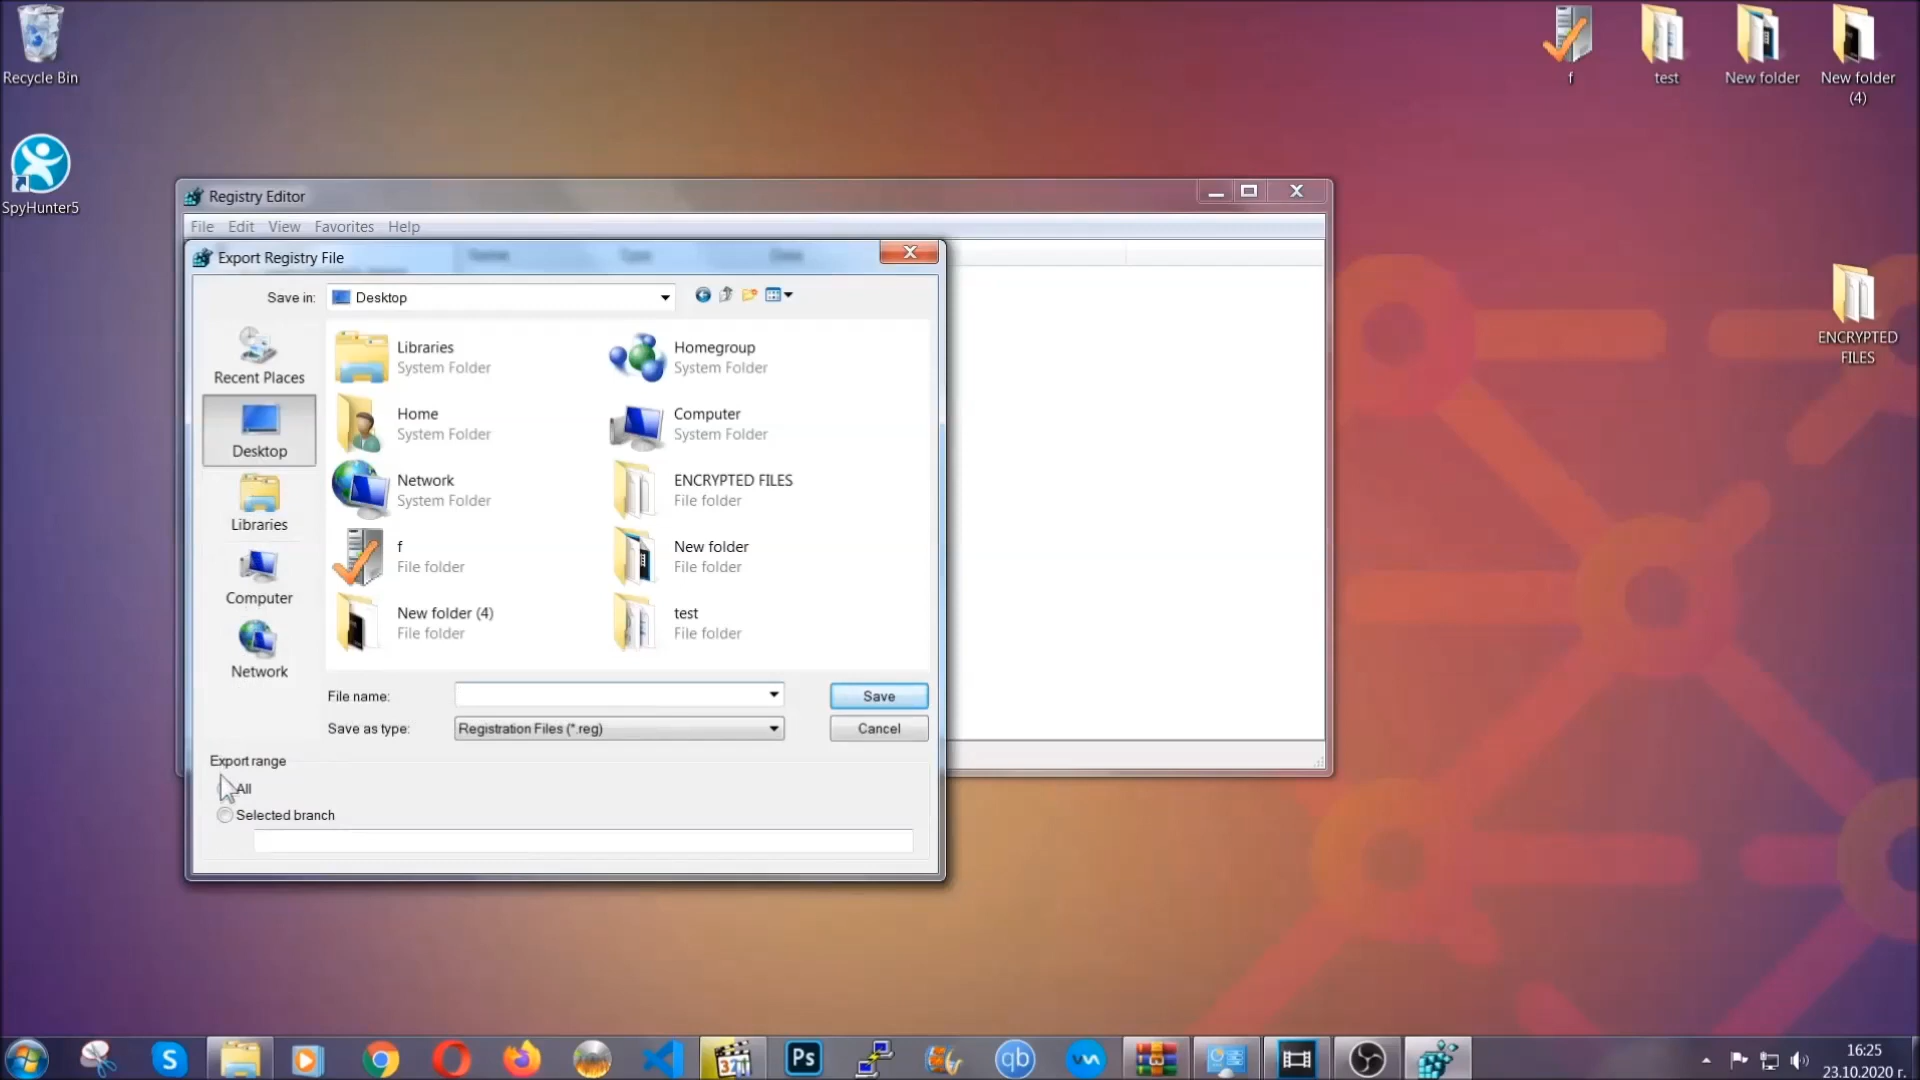 Recycle Bin
SpyHunter5
f
test
New folder
New folder
(4)
ENCRYPTED
FILES
Registry Editor
File Edit View Favorites Help
Export Registry File
Save in:
Desktop
Recent Places
Desktop
Libraries
Computer
Network
Libraries
System Folder
Homegroup
System Folder
Home
System Folder
Computer
System Folder
Network
System Folder
ENCRYPTED FILES
File folder
f
File folder
New folder
File folder
New folder (4)
File folder
test
File folder
File name:
Save
Save as type:
Registration Files (*.reg)
Cancel
Export range
All
Selected branch
S
321
Ps
qb
16:25
23.10.2020 г.